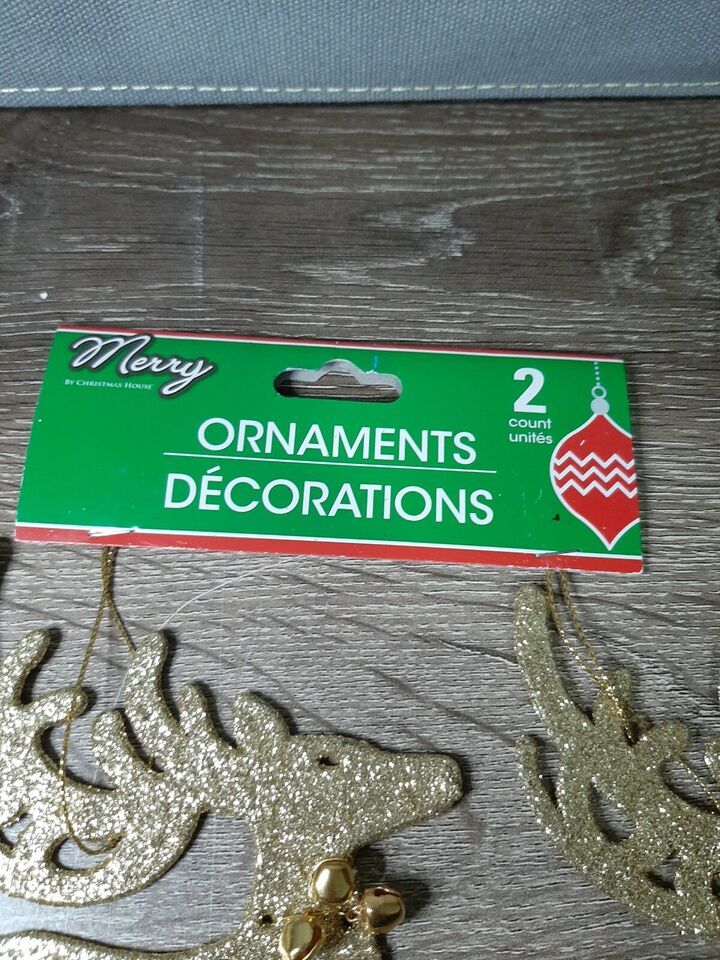 Merry
BY CHRISTMAS HOUSE
ORNAMENTS
DÉCORATIONS
2
count
unités